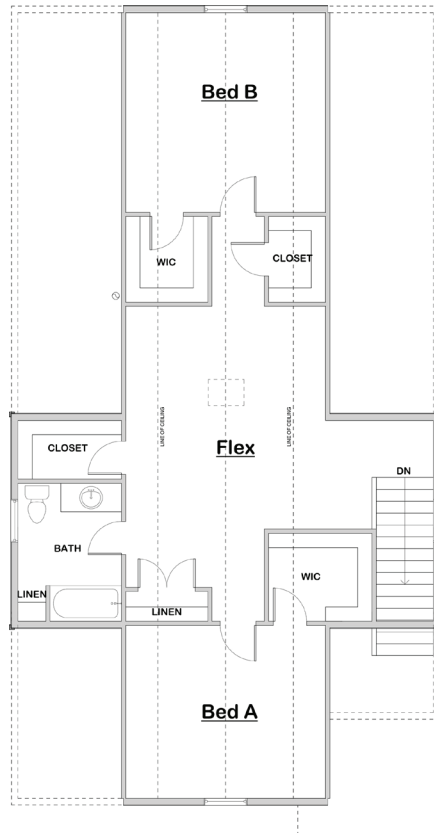 Bed B
WIC
CLOSET
LINE OF CEILING
LINE OF CEILING
CLOSET
Flex
DN
BATH
WIC
LINEN
LINEN
Bed A